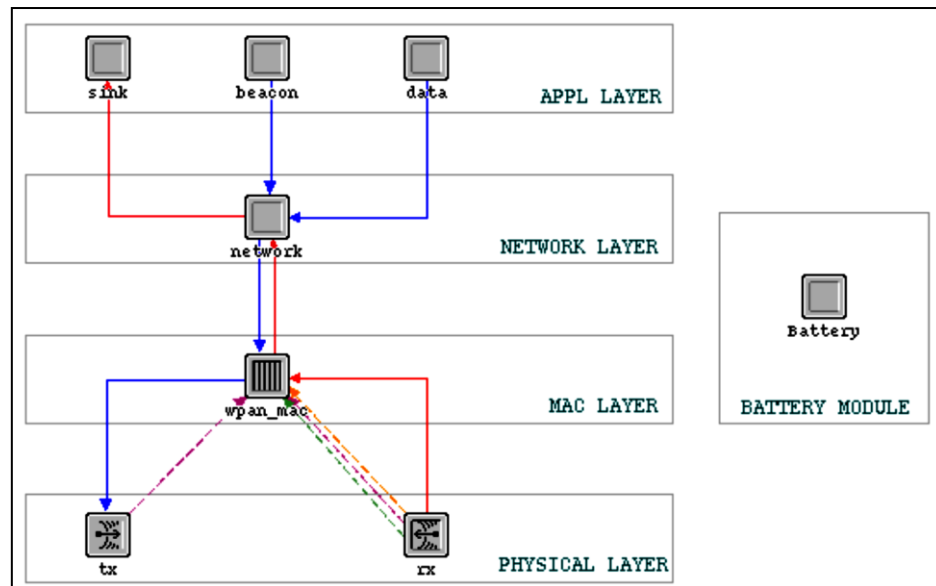 sink
beacon
data
APPL LAYER
network
NETWORK LAYER
Battery
wpan_mac
MAC LAYER
BATTERY MODULE
tx
rx
PHYSICAL LAYER